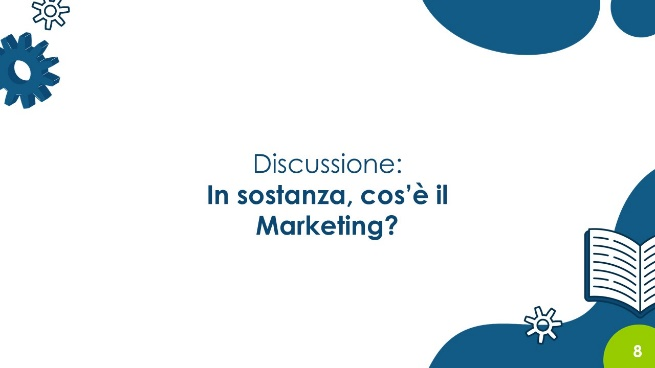 Discussione:
In sostanza, cos’è il
Marketing?
8